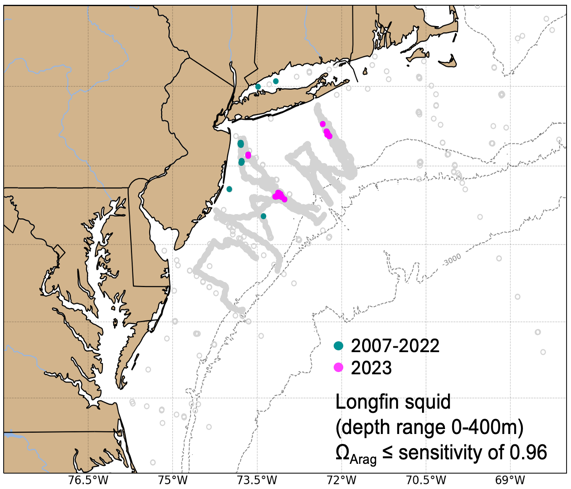 -3000
2007-2022
2023
Longfin squid
(depth range 0-400m)
Ω_Arag ≤ sensitivity of 0.96
76.5°W 75°W 73.5°W 72°W 70.5°W 69°W